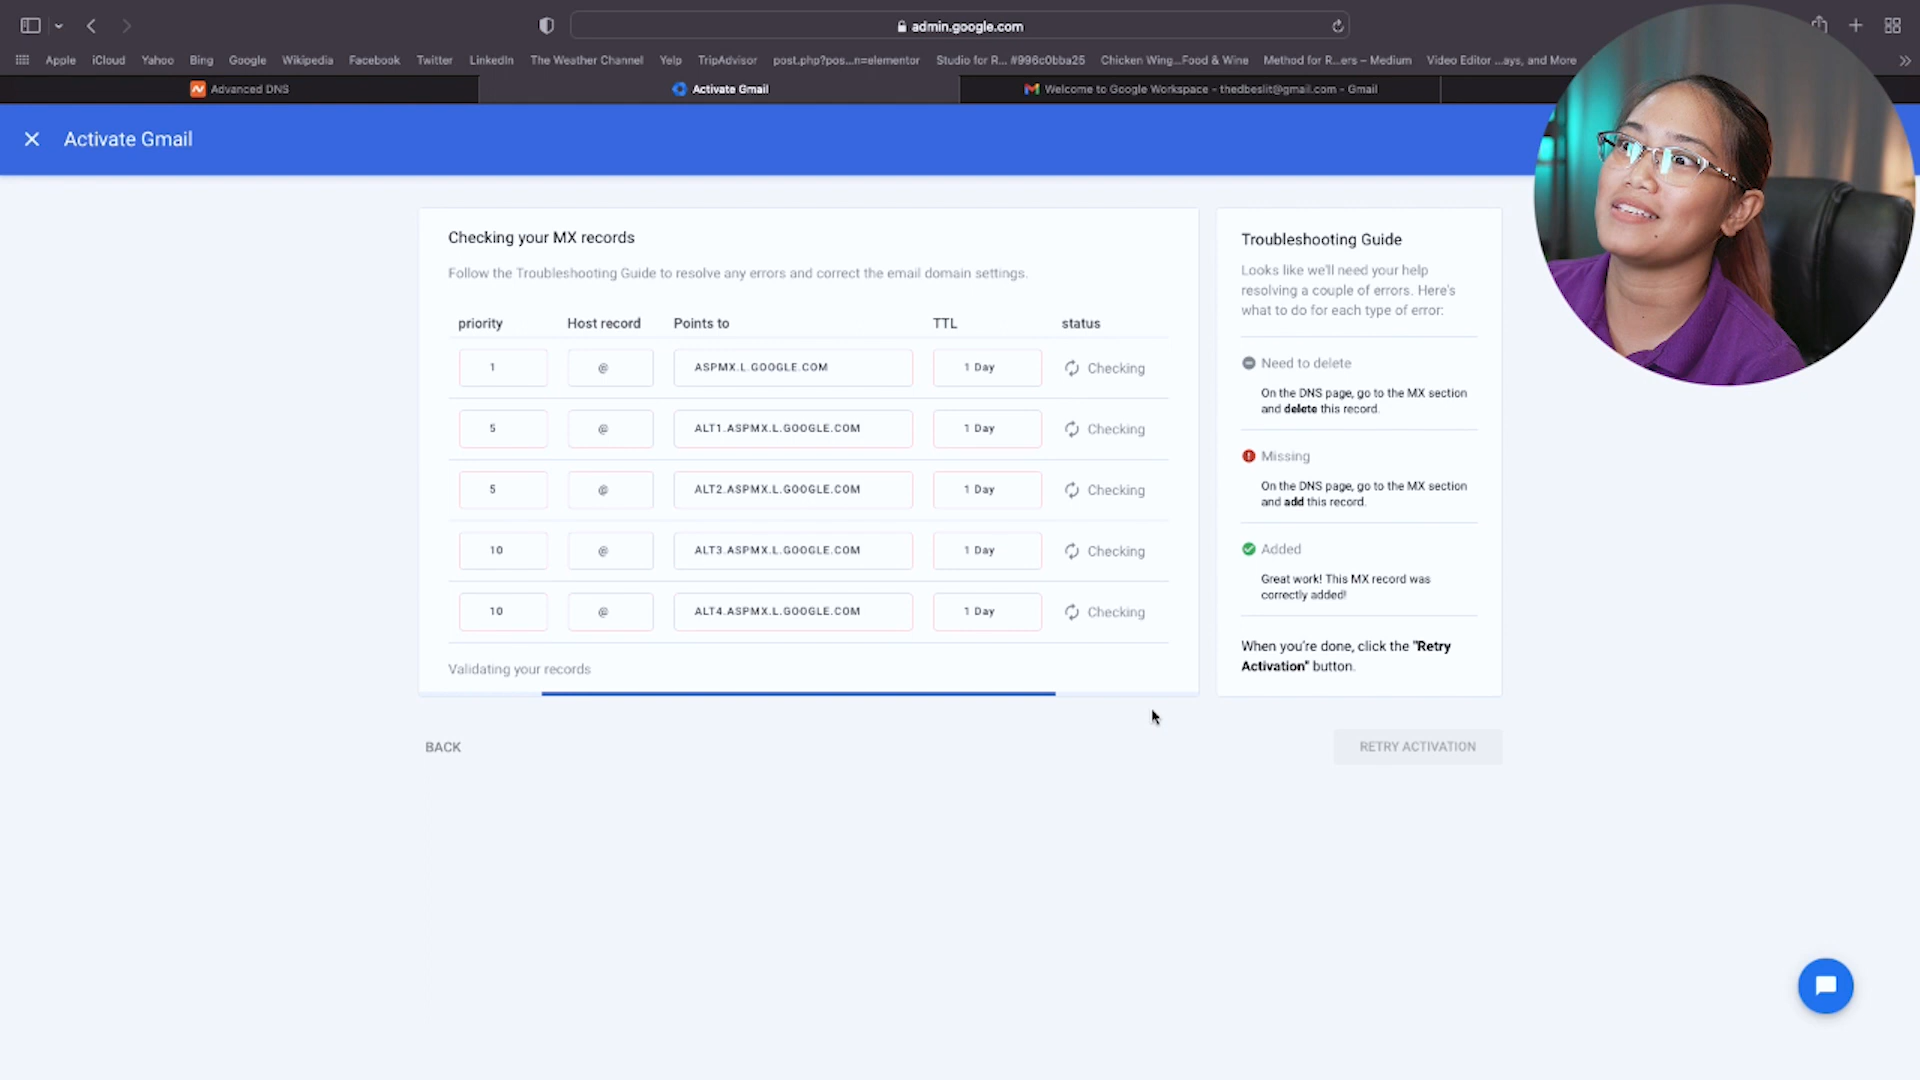 admin.google.com
Apple iCloud Yahoo Bing Google Wikipedia Facebook Twitter LinkedIn The Weather Channel Yelp TripAdvisor post.php?pos...n=elementor Studio for R... #996c0bba25 Chicken Wing...Food & Wine Method for R...ers – Medium Video Editor ...ays, and More
Advanced DNS
Activate Gmail
Welcome to Google Workspace - thedbeslit@gmail.com - Gmail
Activate Gmail
Checking your MX records
Follow the Troubleshooting Guide to resolve any errors and correct the email domain settings.
priority Host record Points to TTL status
1 @ ASPMX.L.GOOGLE.COM 1 Day Checking
5 @ ALT1.ASPMX.L.GOOGLE.COM 1 Day Checking
5 @ ALT2.ASPMX.L.GOOGLE.COM 1 Day Checking
10 @ ALT3.ASPMX.L.GOOGLE.COM 1 Day Checking
10 @ ALT4.ASPMX.L.GOOGLE.COM 1 Day Checking
Validating your records
Troubleshooting Guide
Looks like we'll need your help
resolving a couple of errors. Here's
what to do for each type of error:
Need to delete
On the DNS page, go to the MX section
and delete this record.
Missing
On the DNS page, go to the MX section
and add this record.
Added
Great work! This MX record was
correctly added!
When you're done, click the "Retry
Activation" button.
BACK
RETRY ACTIVATION